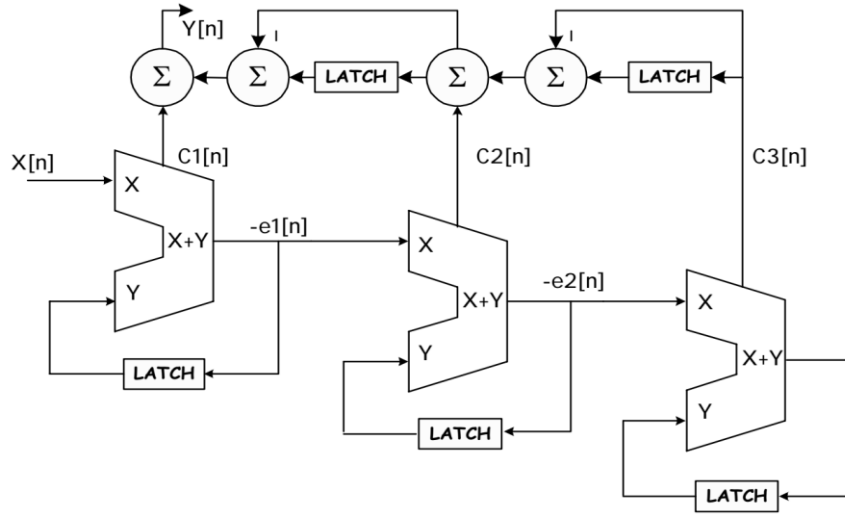 Y[n]
Σ
Σ
LATCH
Σ
Σ
LATCH
X[n]
C1[n]
C2[n]
C3[n]
X
X+Y
Y
-e1[n]
LATCH
X
X+Y
Y
-e2[n]
LATCH
X
X+Y
Y
LATCH